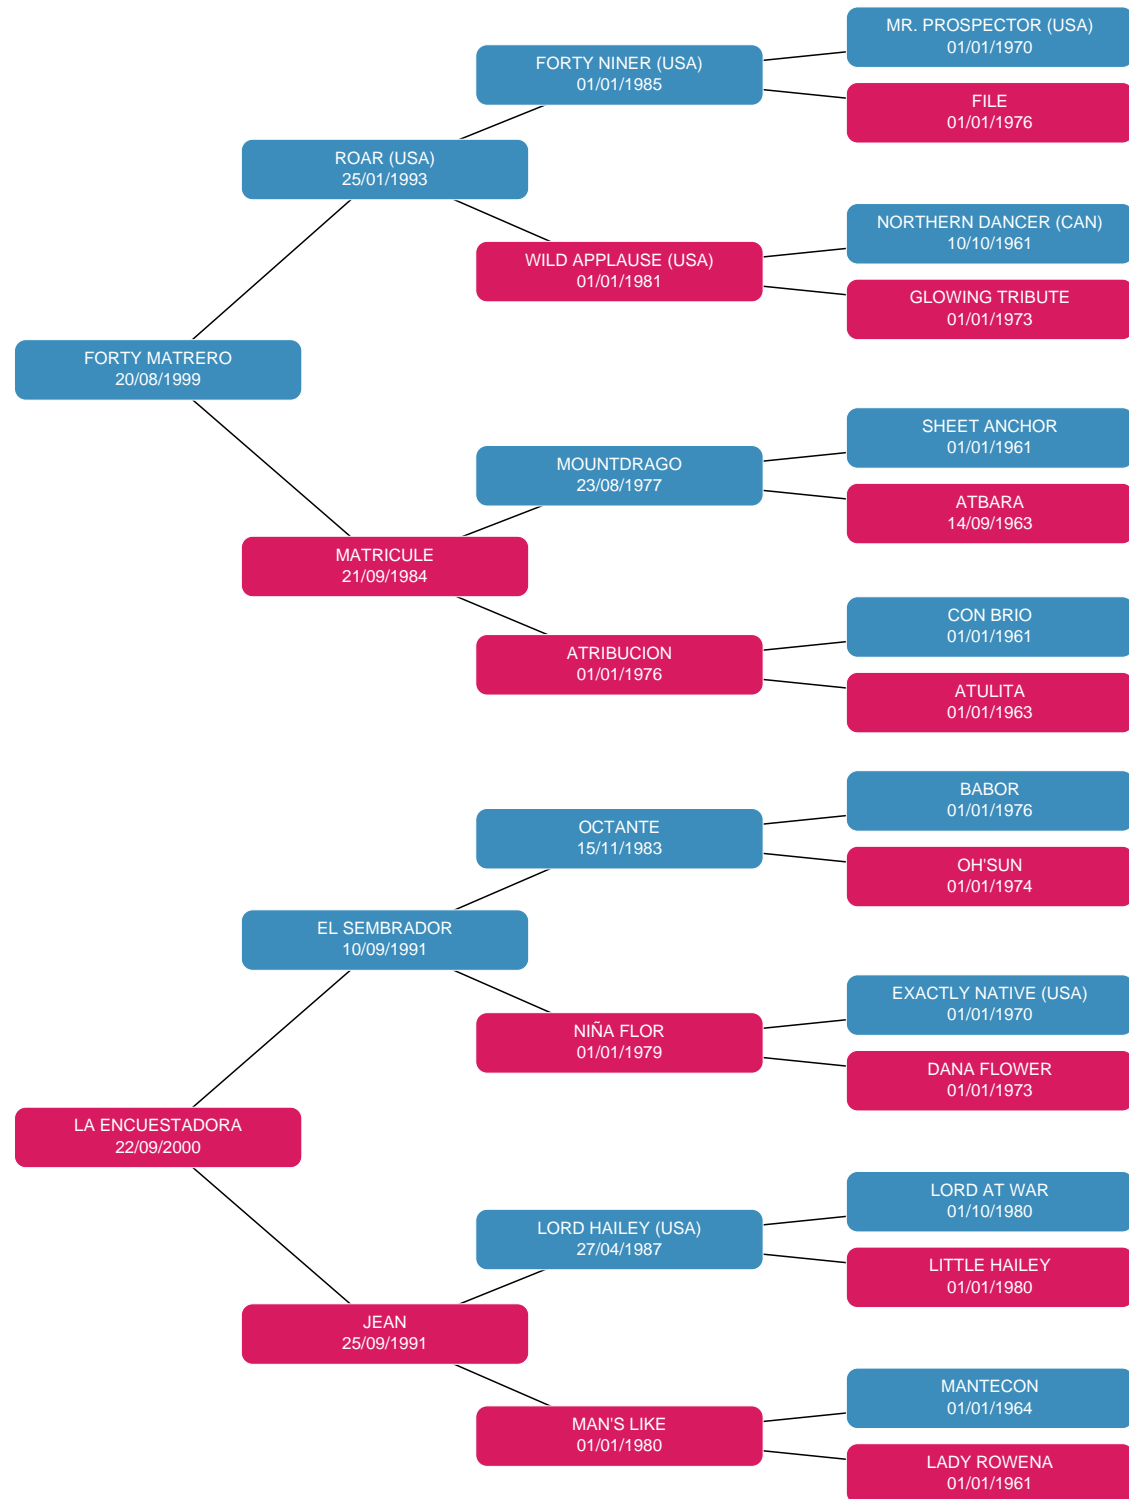 MR. PROSPECTOR (USA)
01/01/1970
FORTY NINER (USA)
01/01/1985
FILE
01/01/1976
ROAR (USA)
25/01/1993
NORTHERN DANCER (CAN)
10/10/1961
WILD APPLAUSE (USA)
01/01/1981
GLOWING TRIBUTE
01/01/1973
FORTY MATRERO
20/08/1999
SHEET ANCHOR
01/01/1961
MOUNTDRAGO
23/08/1977
ATBARA
14/09/1963
MATRICULE
21/09/1984
CON BRIO
01/01/1961
ATRIBUCION
01/01/1976
ATULITA
01/01/1963
BABOR
01/01/1976
OCTANTE
15/11/1983
OH'SUN
01/01/1974
EL SEMBRADOR
10/09/1991
EXACTLY NATIVE (USA)
01/01/1970
NIÑA FLOR
01/01/1979
DANA FLOWER
01/01/1973
LA ENCUESTADORA
22/09/2000
LORD AT WAR
01/10/1980
LORD HAILEY (USA)
27/04/1987
LITTLE HAILEY
01/01/1980
JEAN
25/09/1991
MANTECON
01/01/1964
MAN'S LIKE
01/01/1980
LADY ROWENA
01/01/1961